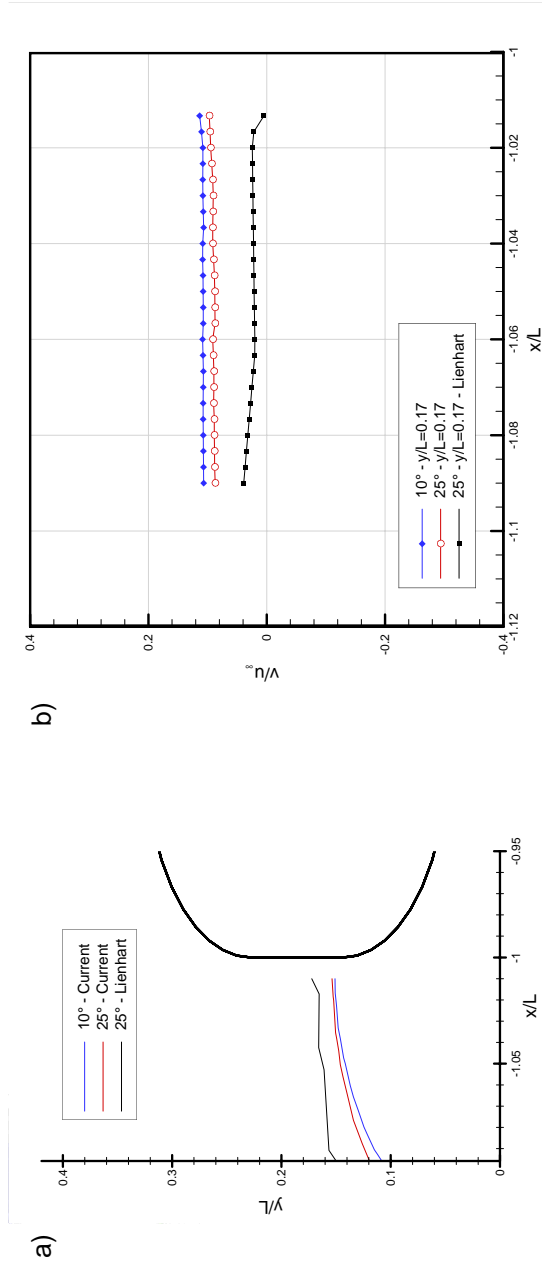 a)
0.4
0.3
0.2
0.1
0
y/L
-1.05
-1
-0.95
x/L
10° - Current
25° - Current
25° - Lienhart
b)
0.4
0.2
0
-0.2
-0.4
v/u∞
-1.12
-1.1
-1.08
-1.06
-1.04
-1.02
-1
x/L
10° - y/L=0.17
25° - y/L=0.17
25° - y/L=0.17 - Lienhart